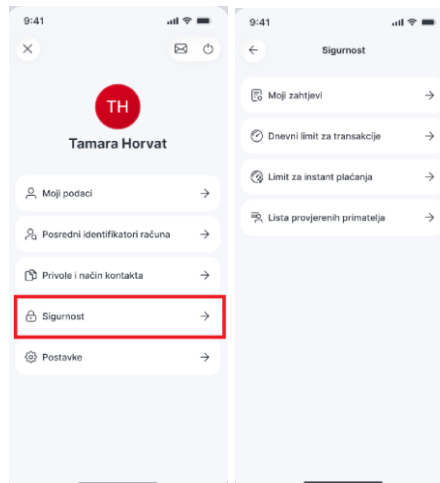 9:41
TH
Tamara Horvat
Moji podaci
Posredni identifikatori računa
Privole i način kontakta
Sigurnost
Postavke
9:41
Sigurnost
Moji zahtjevi
Dnevni limit za transakcije
Limit za instant plaćanja
Lista provjerenih primatelja